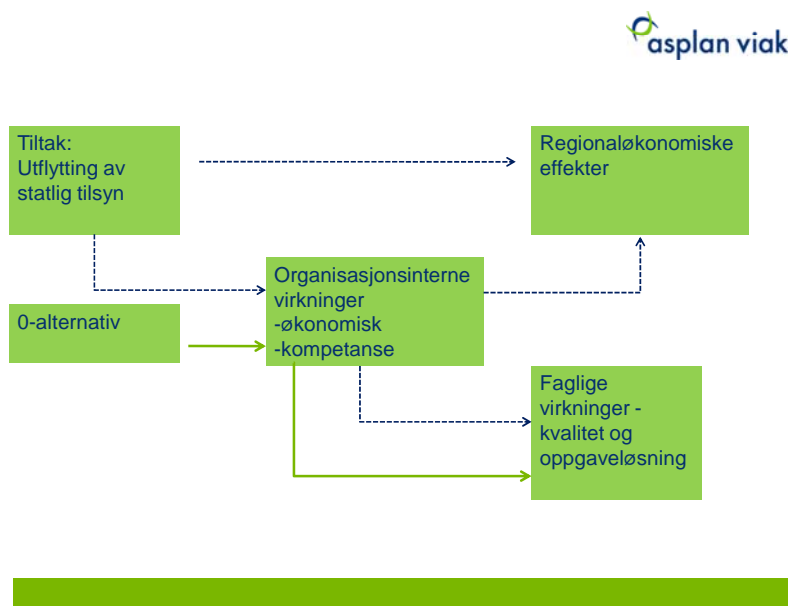 asplan viak
Tiltak:
Utflytting av
statlig tilsyn
Regionaløkonomiske
effekter
Organisasjonsinterne
virkninger
-økonomisk
-kompetanse
0-alternativ
Faglige
virkninger -
kvalitet og
oppgaveløsning